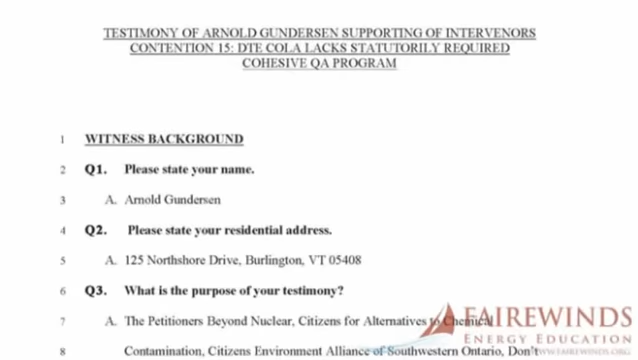 TESTIMONY OF ARNOLD GUNDERSEN SUPPORTING OF INTERVENORS
CONTENTION 15: DTE COLA LACKS STATUTORILY REQUIRED
COHESIVE QA PROGRAM
1 WITNESS BACKGROUND
2 Q1. Please state your name.
3 A. Arnold Gundersen
4 Q2. Please state your residential address.
5 A. 125 Northshore Drive, Burlington, VT 05408
6 Q3. What is the purpose of your testimony?
7 A. The Petitioners Beyond Nuclear, Citizens for Alternatives to Chemical
8 Contamination, Citizens Environment Alliance of Southwestern Ontario, Don't
FAIREWINDS
ENERGY EDUCATION
WWW.FAIREWINDS.ORG